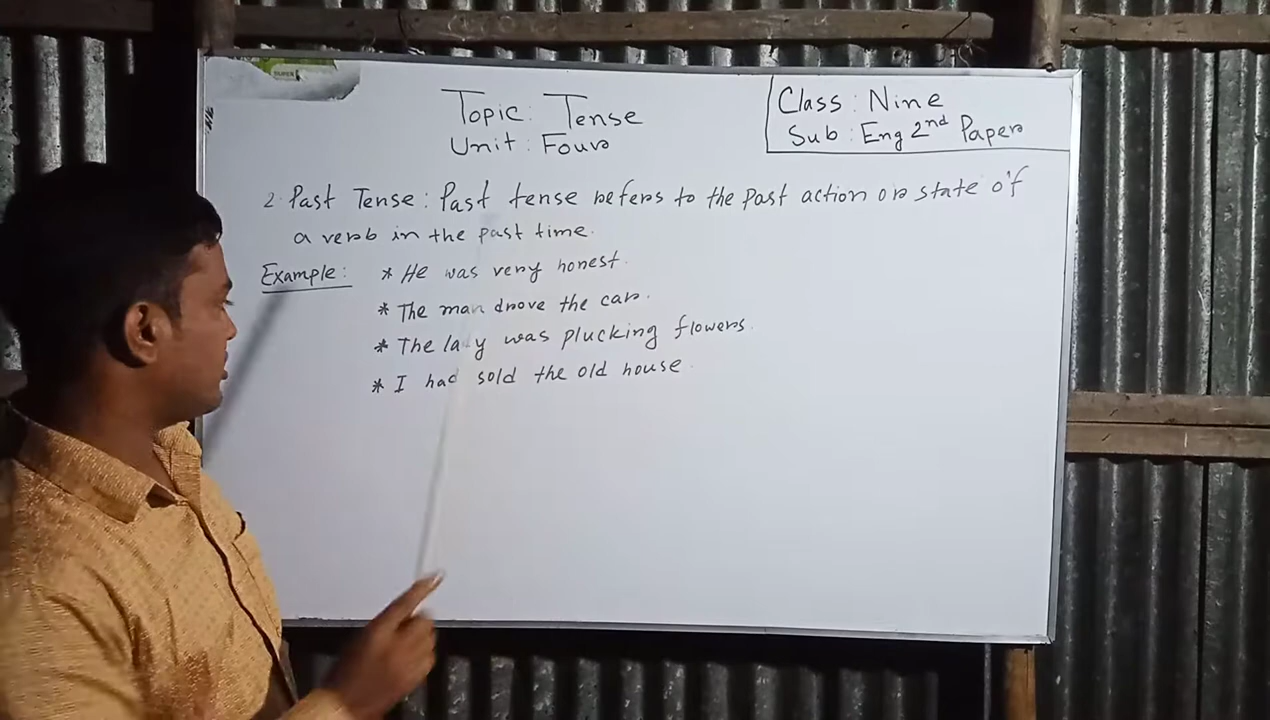 SUPER
Topic: Tense
Unit: Four
Class: Nine
Sub: Eng 2nd Paper
2. Past Tense: Past tense refers to the past action or state of
a verb in the past time.
Example: * He was very honest.
* The man drove the car.
* The lady was plucking flowers.
* I had sold the old house.